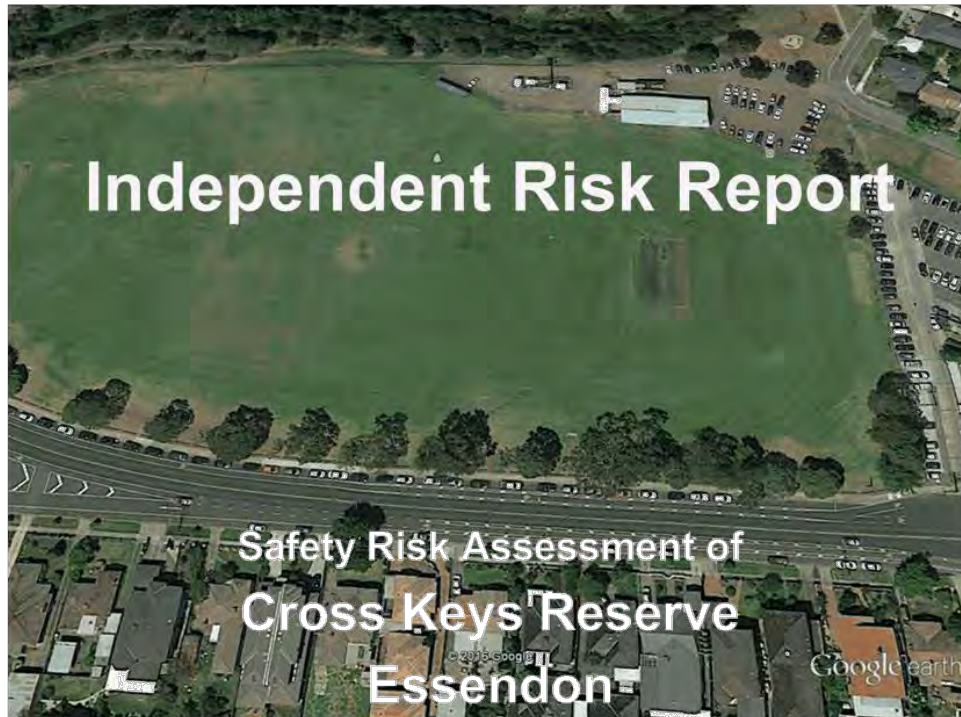 Independent Risk Report
Safety Risk Assessment of
Cross Keys Reserve
© 2016 Google
Essendon
Google earth